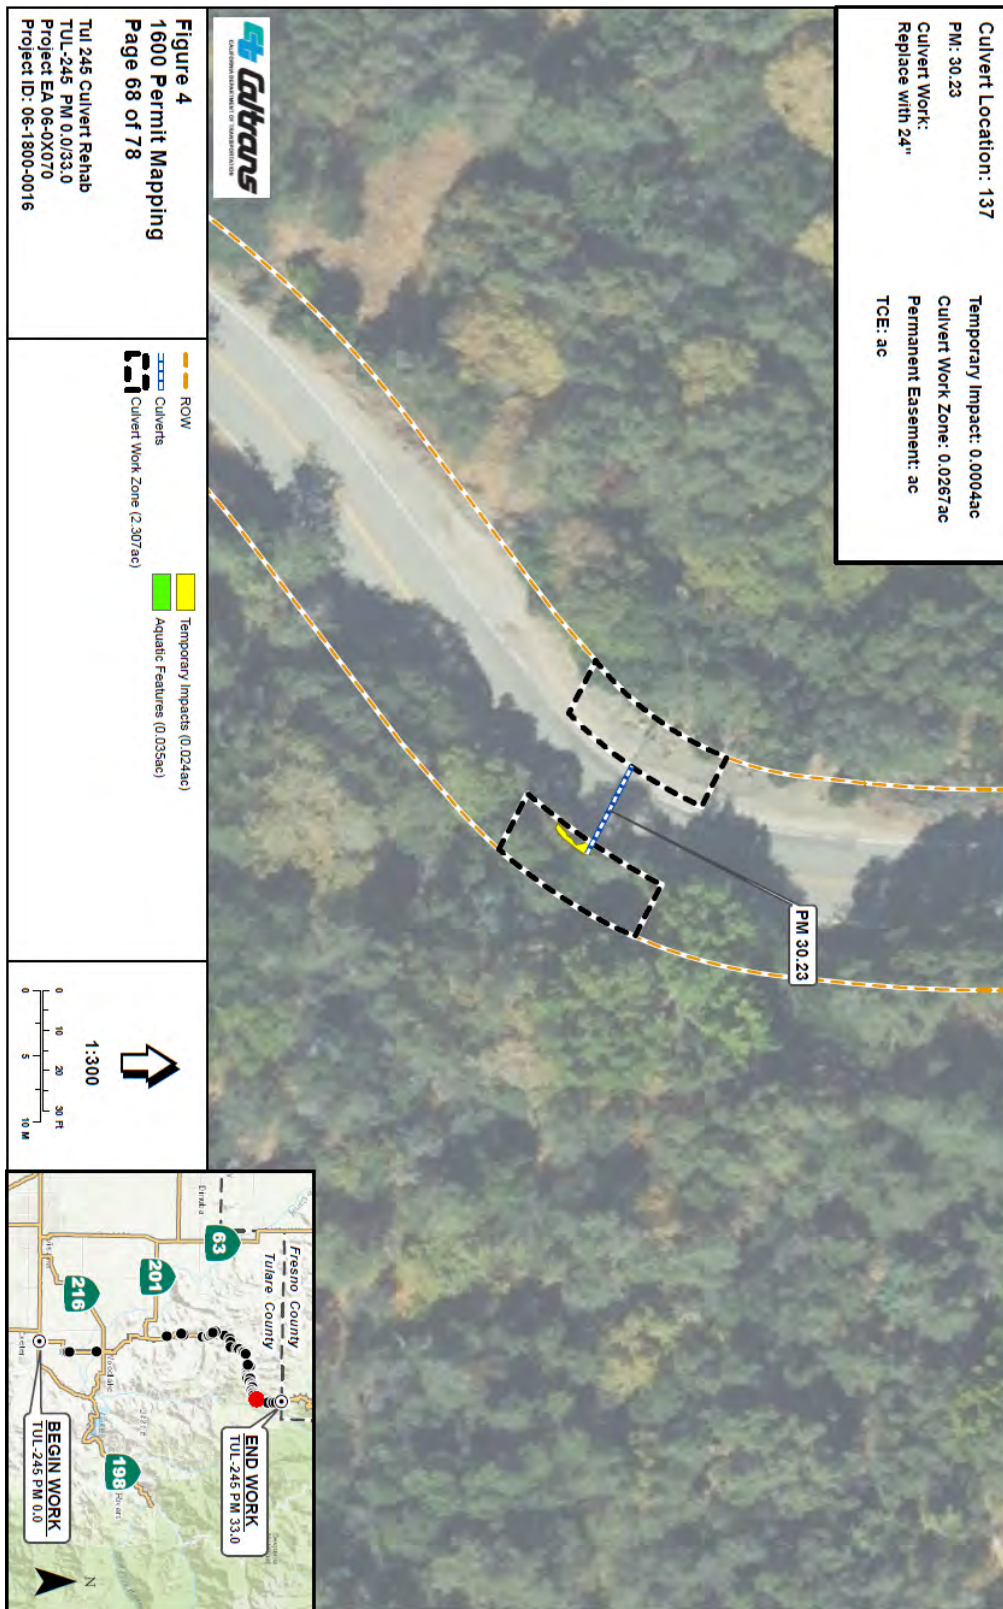 Culvert Location: 137
PM: 30.23
Culvert Work:
Replace with 24"
Temporary Impact: 0.0004ac
Culvert Work Zone: 0.0267ac
Permanent Easement: ac
TCE: ac
PM 30.23
Caltrans
CALIFORNIA DEPARTMENT OF TRANSPORTATION
Figure 4
1600 Permit Mapping
Page 68 of 78
Tul 245 Culvert Rehab
TUL-245 PM 0.0/33.0
Project EA 06-0X070
Project ID: 06-1800-0016
ROW
Culverts
Culvert Work Zone (2.307ac)
Temporary Impacts (0.024ac)
Aquatic Features (0.035ac)
1:300
0 10 20 30 Ft
0 5 10 M
Fresno County
Tulare County
63
201
216
198
Dinuba
END WORK
TUL-245 PM 33.0
BEGIN WORK
TUL-245 PM 0.0
N